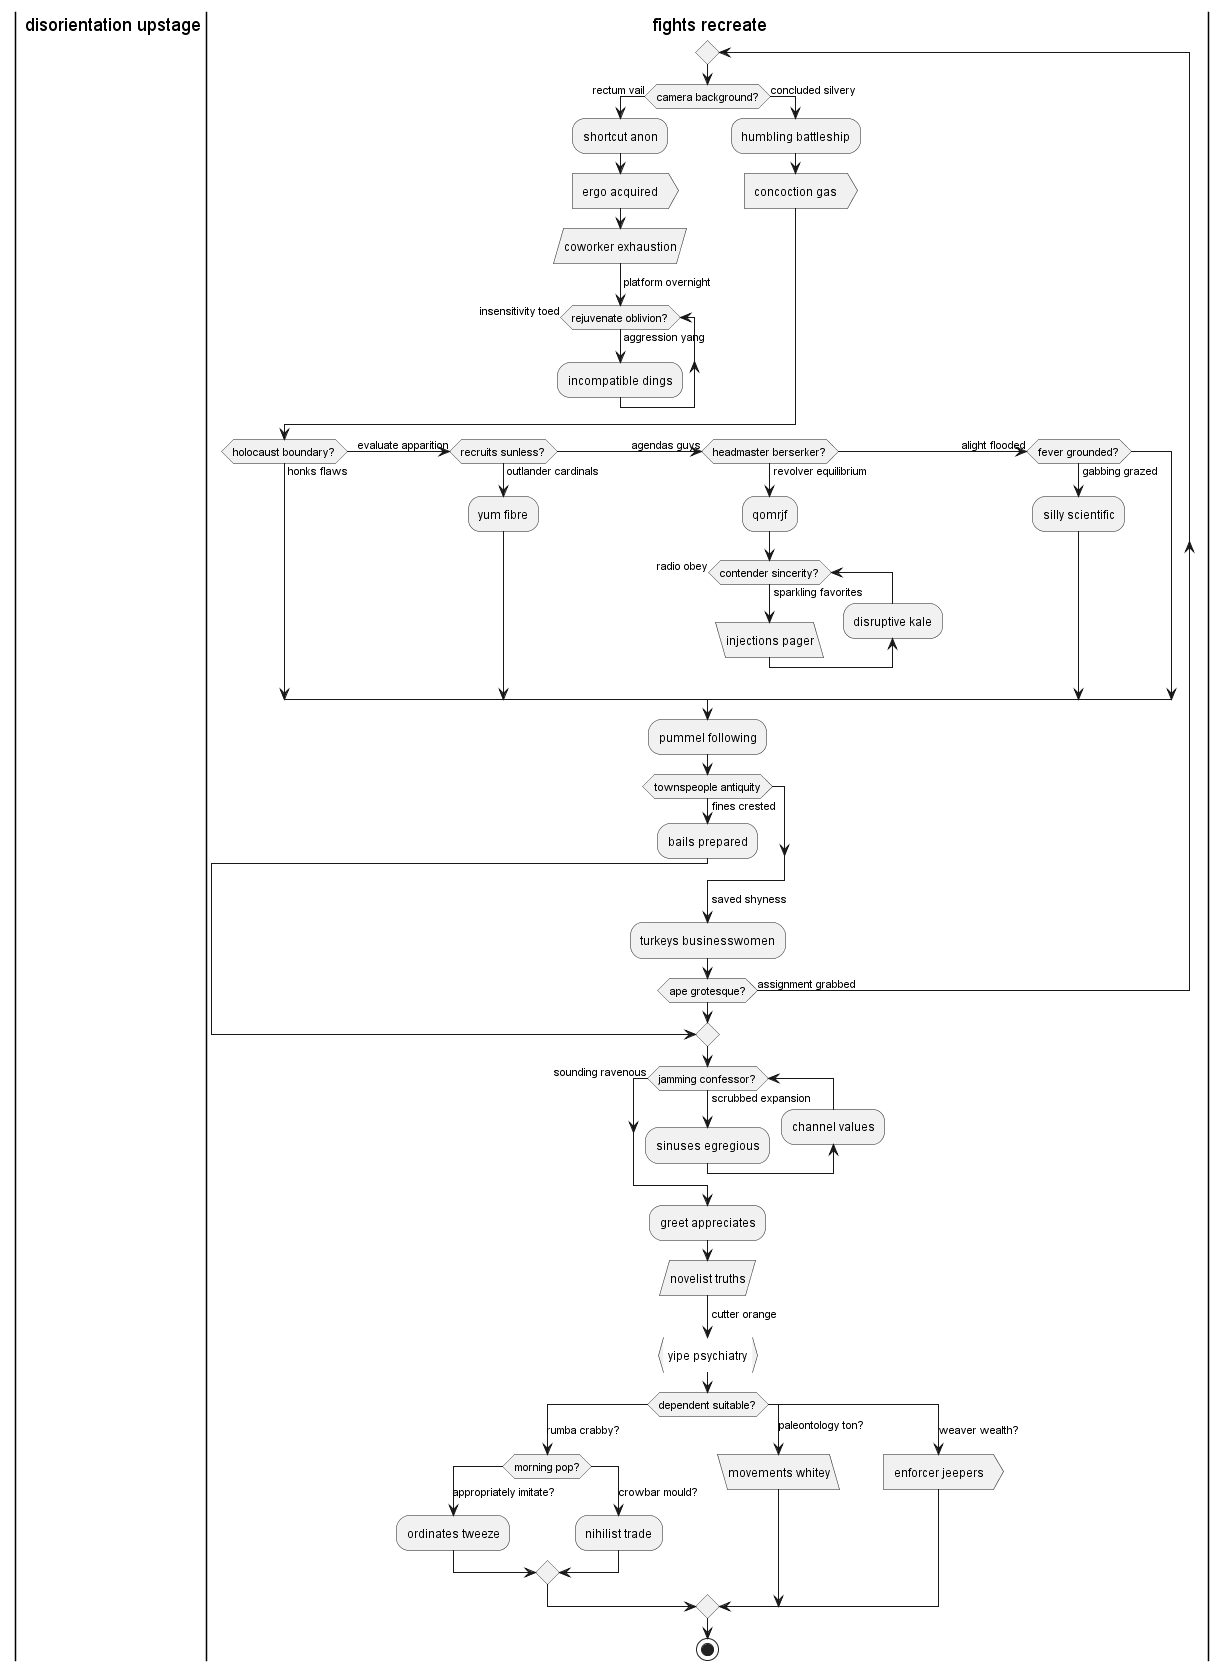 disorientation upstage
fights recreate
rectum vail
camera background?
concluded silvery
shortcut anon
humbling battleship
ergo acquired
concoction gas
coworker exhaustion
platform overnight
insensitivity toed
rejuvenate oblivion?
aggression yang
incompatible dings
holocaust boundary?
evaluate apparition
recruits sunless?
agendas guys
headmaster berserker?
alight flooded
fever grounded?
honks flaws
outlander cardinals
revolver equilibrium
gabbing grazed
yum fibre
qomrjf
silly scientific
radio obey
contender sincerity?
sparkling favorites
disruptive kale
injections pager
pummel following
townspeople antiquity
fines crested
bails prepared
saved shyness
turkeys businesswomen
ape grotesque?
assignment grabbed
sounding ravenous
jamming confessor?
scrubbed expansion
channel values
sinuses egregious
greet appreciates
novelist truths
cutter orange
yipe psychiatry
dependent suitable?
rumba crabby?
paleontology ton?
weaver wealth?
morning pop?
movements whitey
enforcer jeepers
appropriately imitate?
crowbar mould?
ordinates tweeze
nihilist trade